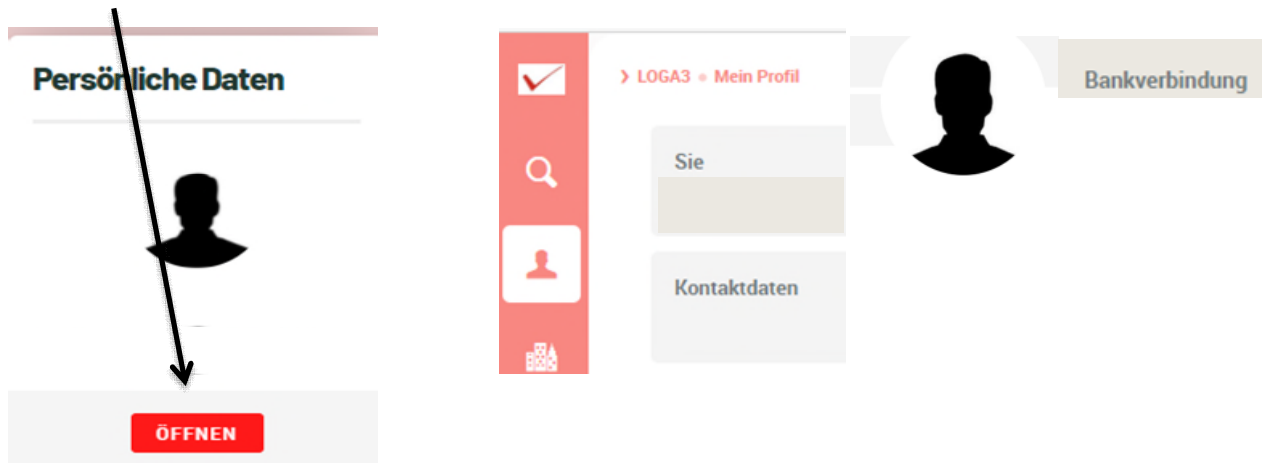 Persönliche Daten
ÖFFNEN
› LOGA3 • Mein Profil
Sie
Kontaktdaten
Bankverbindung